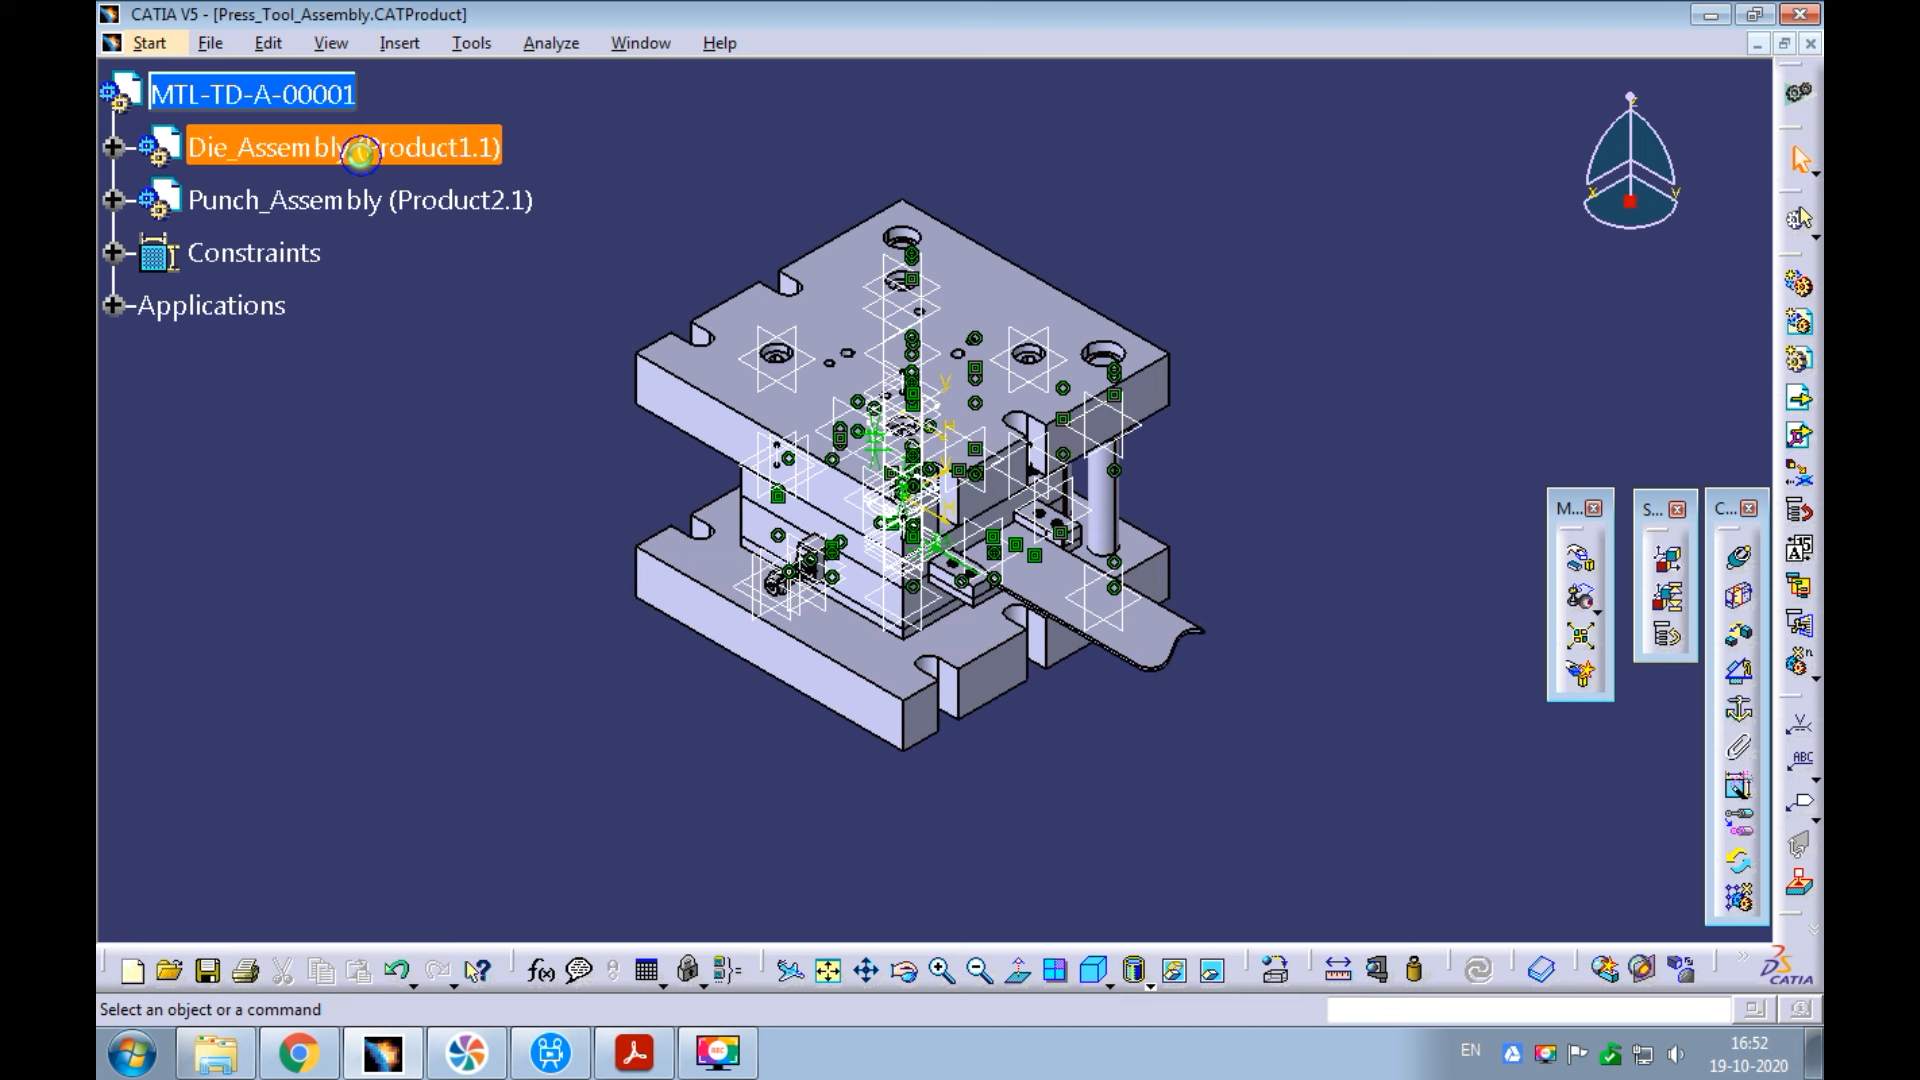 CATIA V5 - [Press_Tool_Assembly.CATProduct]
Start File Edit View Insert Tools Analyze Window Help
MTL-TD-A-00001
Die_Assembly (Product1.1)
Punch_Assembly (Product2.1)
Constraints
Applications
M... S... C...
CATIA
Select an object or a command
EN
16:52
19-10-2020